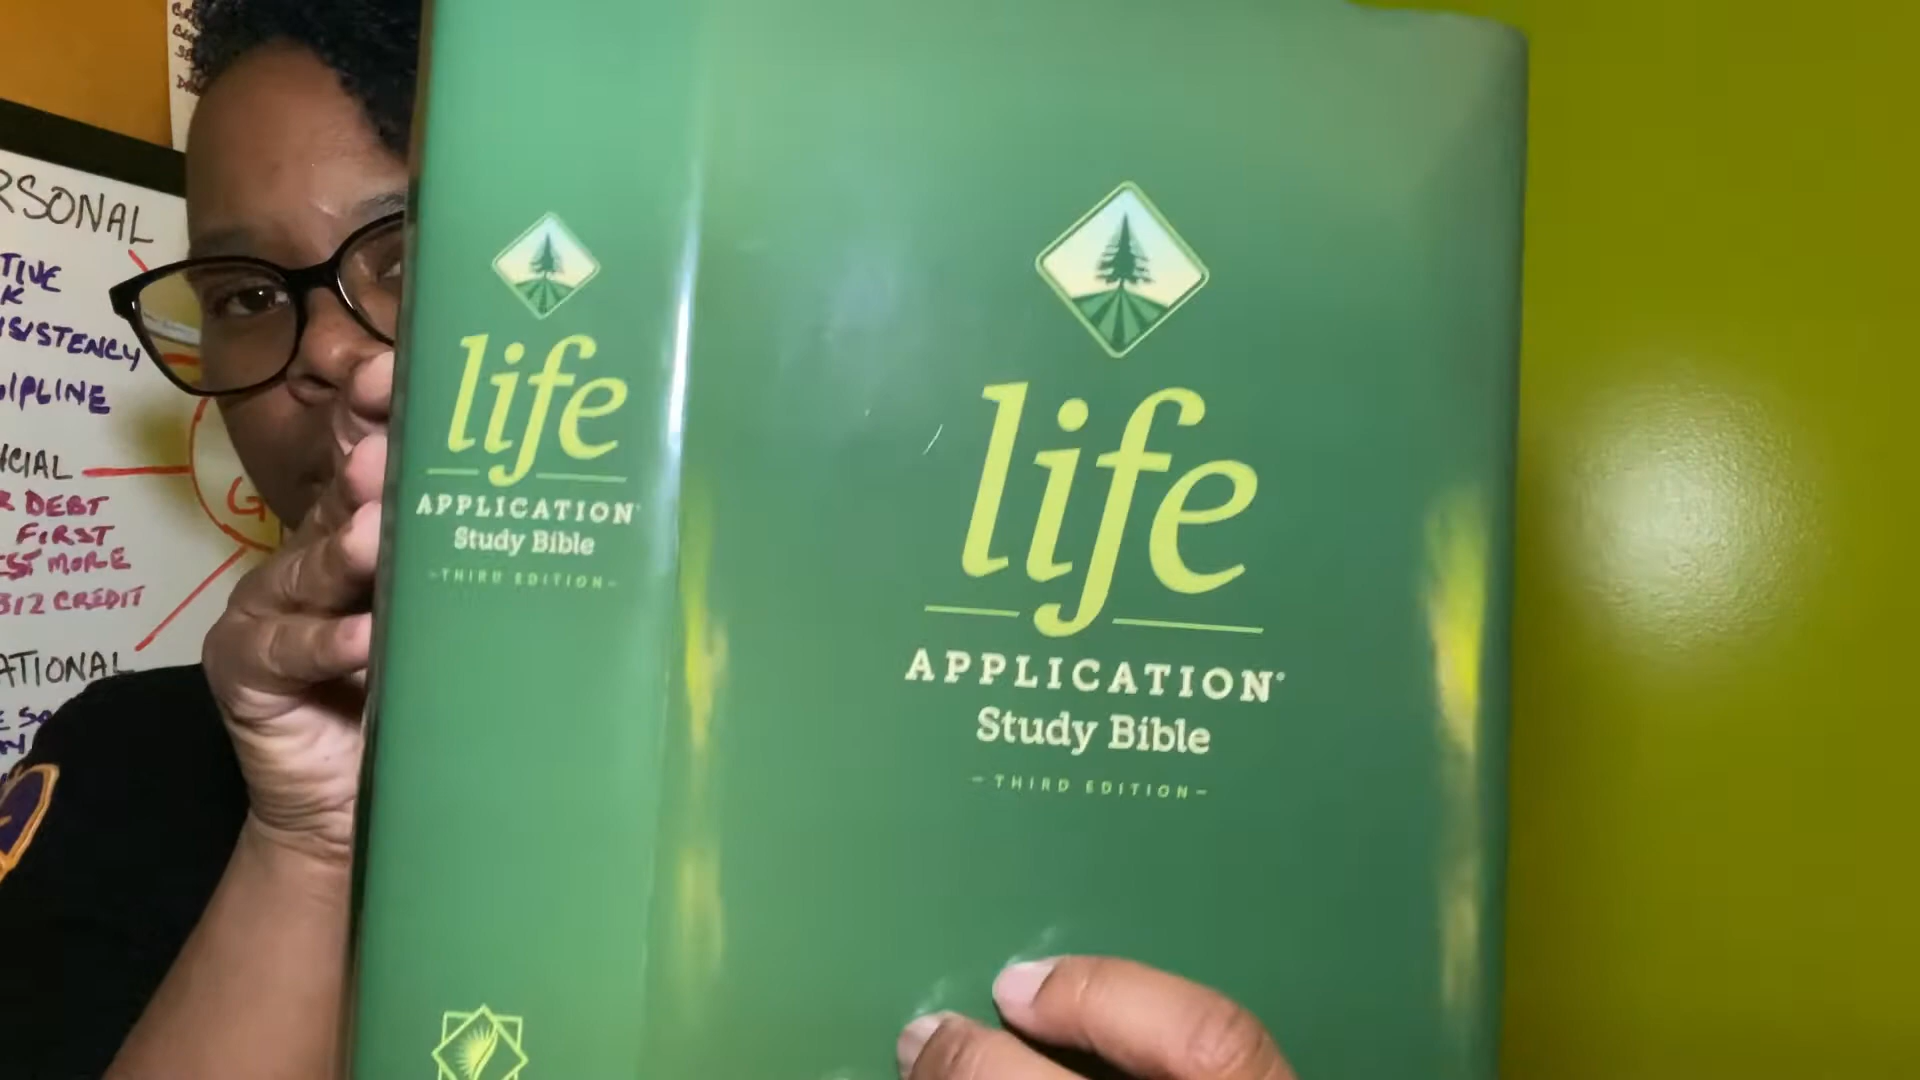 RSONAL
TIVE
K
SISTENCY
IPLINE
CIAL
R DEBT
FIRST
ST MORE
BIZ CREDIT
ATIONAL
G
life
APPLICATION
Study Bible
-THIRD EDITION-
life
APPLICATION®
Study Bible
- THIRD EDITION -